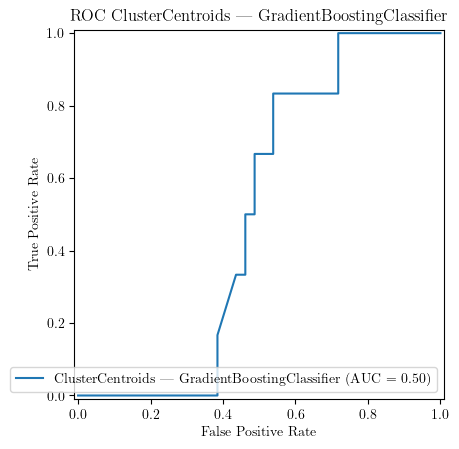 ROC ClusterCentroids — GradientBoostingClassifier
True Positive Rate
1.0
0.8
0.6
0.4
0.2
0.0
ClusterCentroids — GradientBoostingClassifier (AUC = 0.50)
0.0 0.2 0.4 0.6 0.8 1.0
False Positive Rate